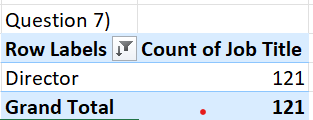 Question 7)
Row Labels Count of Job Title
Director 121
Grand Total 121